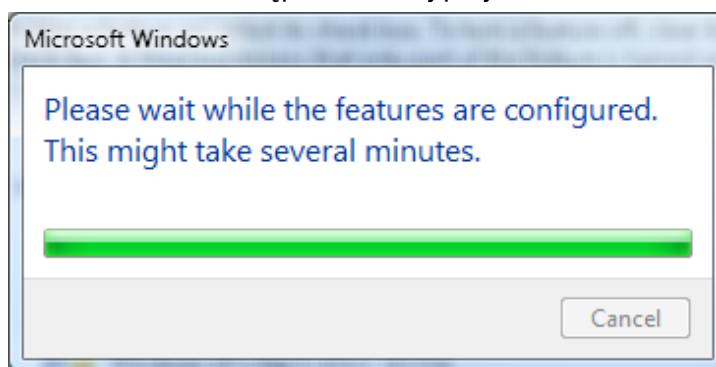 Microsoft Windows
Please wait while the features are configured.
This might take several minutes.
Cancel